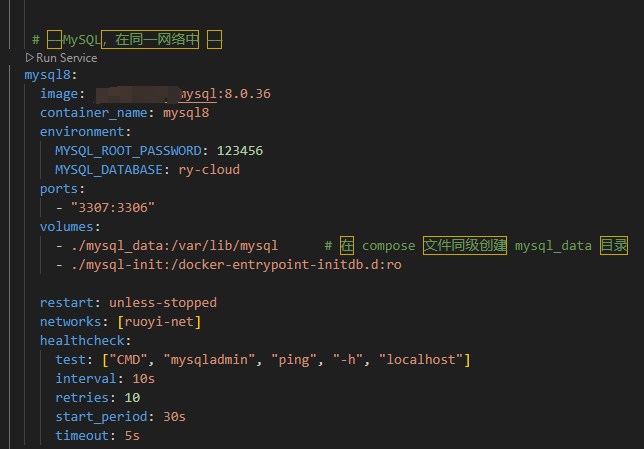 # ——MySQL，在同一网络中 ——
Run Service
mysql8:
image: mysql:8.0.36
container_name: mysql8
environment:
MYSQL_ROOT_PASSWORD: 123456
MYSQL_DATABASE: ry-cloud
ports:
- "3307:3306"
volumes:
- ./mysql_data:/var/lib/mysql # 在 compose 文件同级创建 mysql_data 目录
- ./mysql-init:/docker-entrypoint-initdb.d:ro
restart: unless-stopped
networks: [ruoyi-net]
healthcheck:
test: ["CMD", "mysqladmin", "ping", "-h", "localhost"]
interval: 10s
retries: 10
start_period: 30s
timeout: 5s